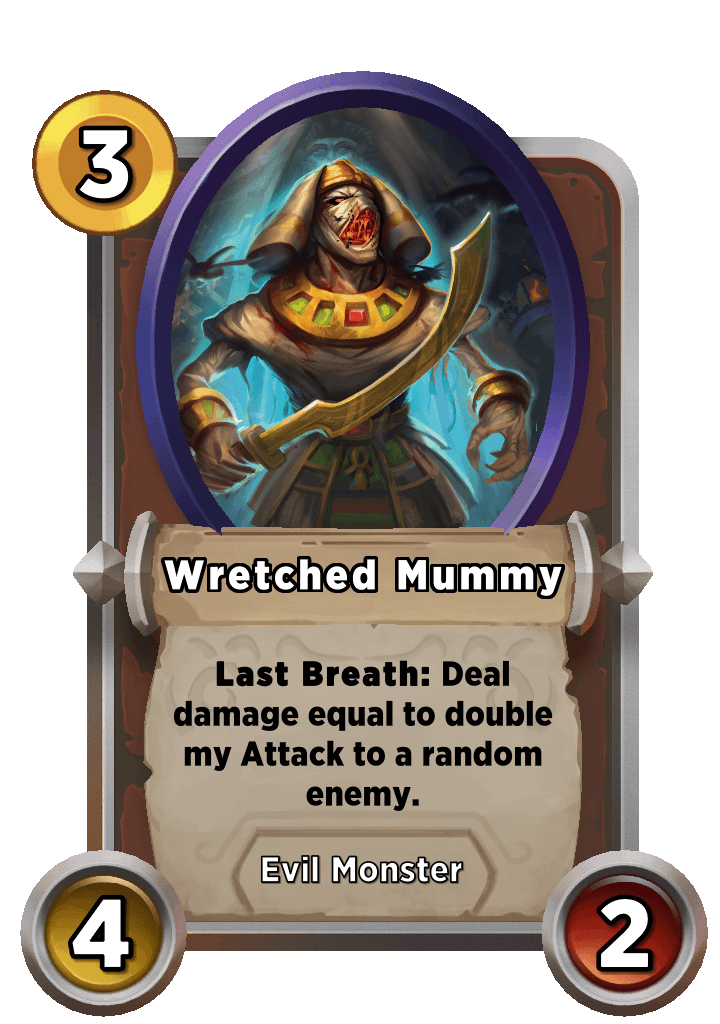 3
Wretched Mummy
Last Breath: Deal
damage equal to double
my Attack to a random
enemy.
Evil Monster
4
2